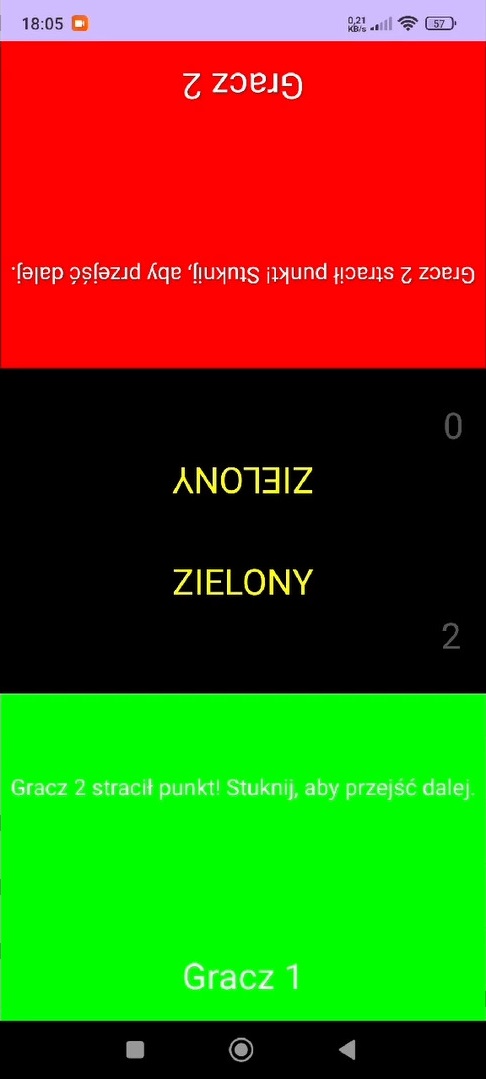 18:05
0,21
KB/s
57
Gracz 2
Gracz 2 stracił punkt! Stuknij, aby przejść dalej.
0
ZIELONY
ZIELONY
2
Gracz 2 stracił punkt! Stuknij, aby przejść dalej.
Gracz 1